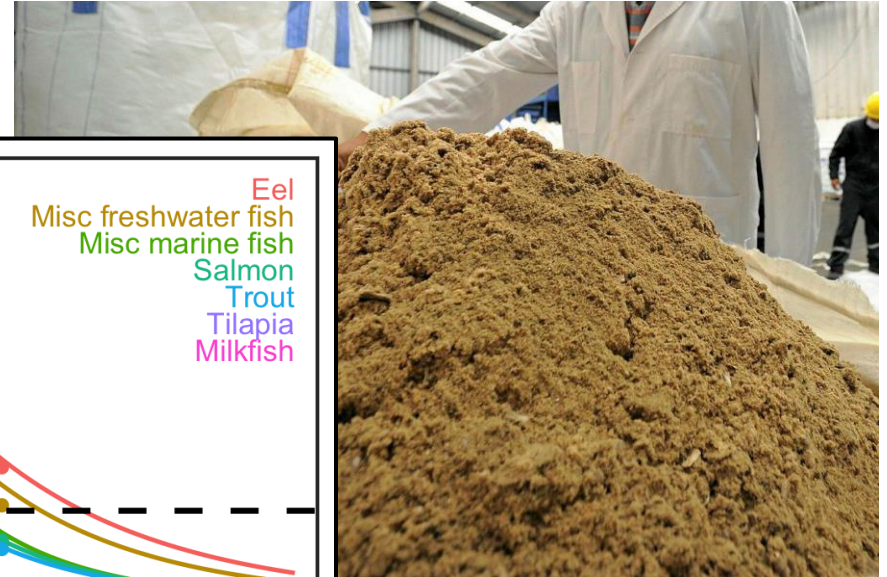 Eel
Misc freshwater fish
Misc marine fish
Salmon
Trout
Tilapia
Milkfish